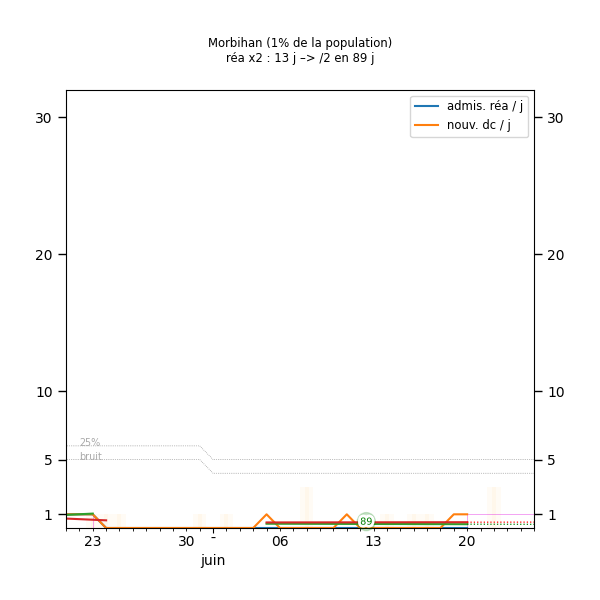 Morbihan (1% de la population)
réa x2 : 13 j –> /2 en 89 j
admis. réa / j
nouv. dc / j
30 30
20 20
10 10
25%
bruit
5 5
89
1 1
23 30 - 06 13 20
juin